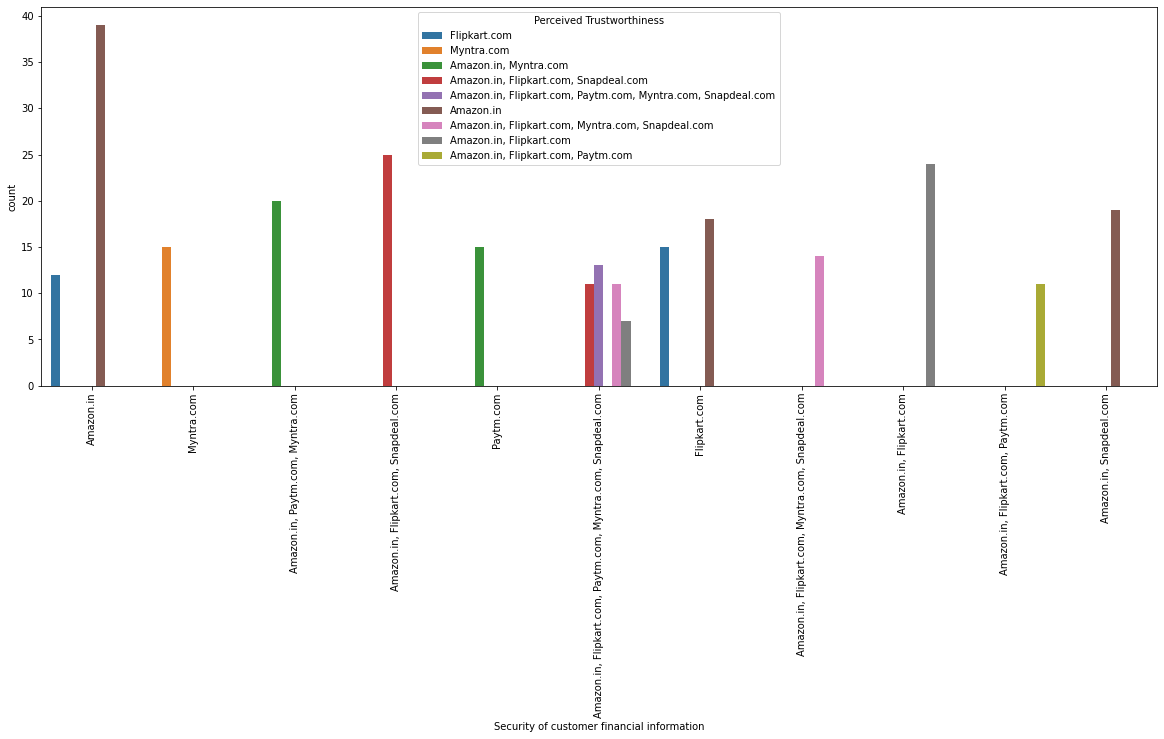 40
35
30
25
20
15
10
5
0
count
Perceived Trustworthiness
Flipkart.com
Myntra.com
Amazon.in, Myntra.com
Amazon.in, Flipkart.com, Snapdeal.com
Amazon.in, Flipkart.com, Paytm.com, Myntra.com, Snapdeal.com
Amazon.in
Amazon.in, Flipkart.com, Myntra.com, Snapdeal.com
Amazon.in, Flipkart.com
Amazon.in, Flipkart.com, Paytm.com
Amazon.in
Myntra.com
Amazon.in, Paytm.com, Myntra.com
Amazon.in, Flipkart.com, Snapdeal.com
Paytm.com
Amazon.in, Flipkart.com, Paytm.com, Myntra.com, Snapdeal.com
Flipkart.com
Amazon.in, Flipkart.com, Myntra.com, Snapdeal.com
Amazon.in, Flipkart.com
Amazon.in, Flipkart.com, Paytm.com
Amazon.in, Snapdeal.com
Security of customer financial information